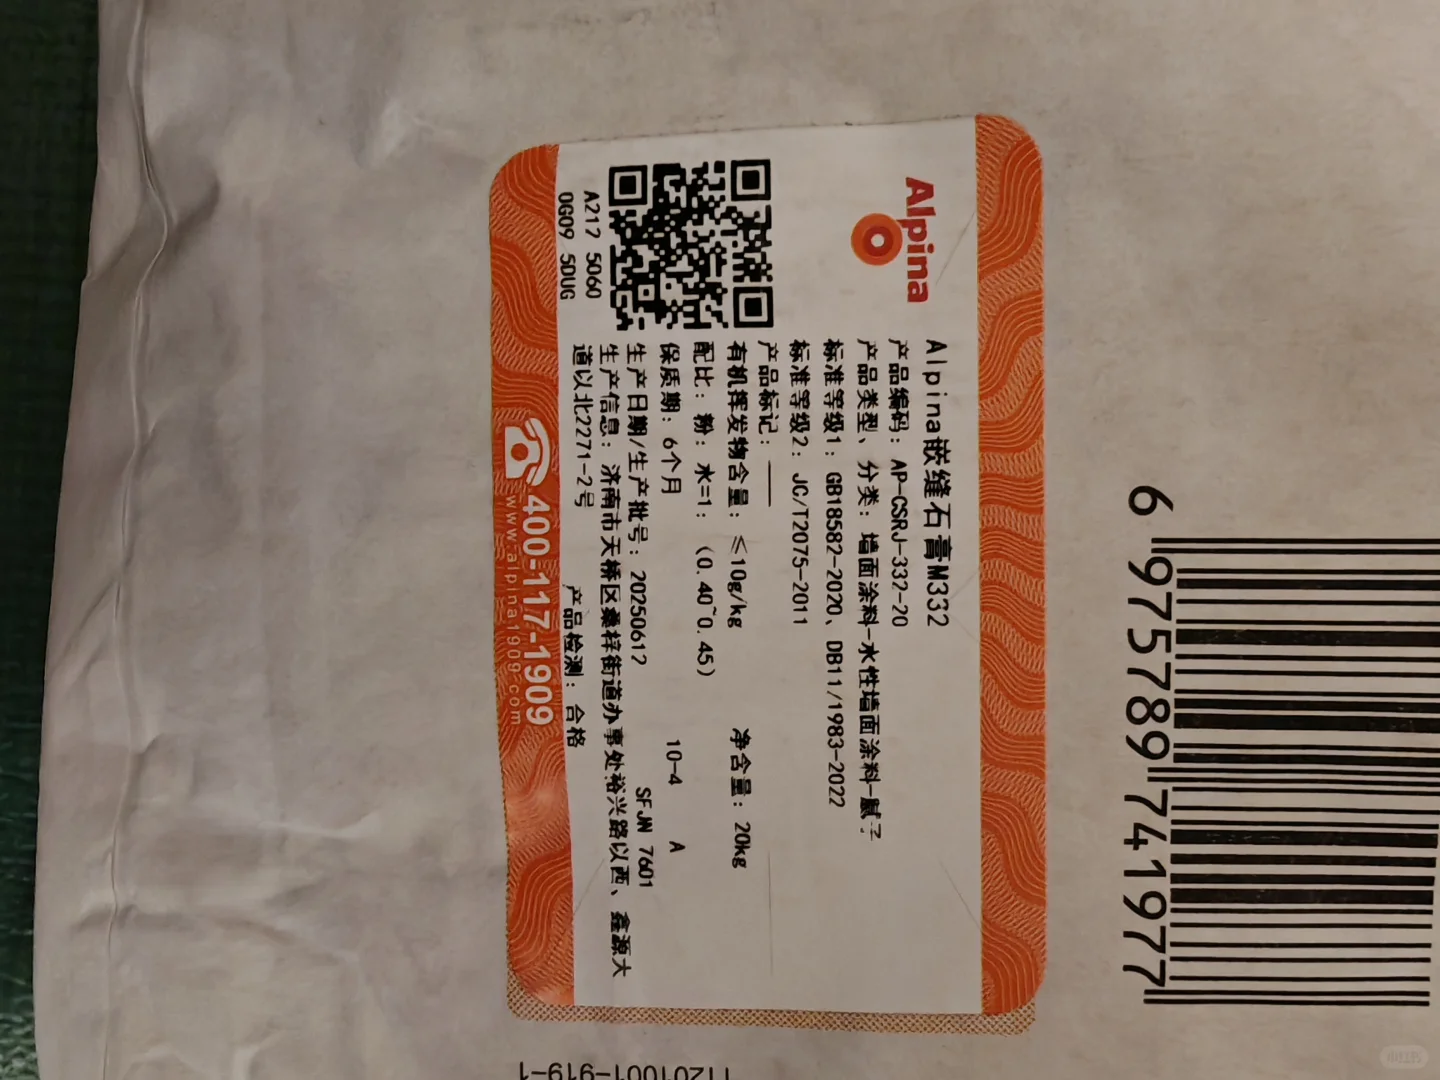 Alpina
Alpina嵌缝石膏M332
产品编码：AP-CSRJ-332-20
产品类型、分类：墙面涂料-水性墙面涂料-腻子
标准等级1：GB18582-2020、DB11/1983-2022
标准等级2：JC/T2075-2011
产品标记：——
有机挥发物含量：≤10g/kg 净含量：20kg
配比：粉：水=1：(0.40~0.45)
保质期：6个月 10-4 A
生产日期/生产批号：20250612 SFJN 7601
生产信息：济南市天桥区桑梓街道办事处裕兴路以西、鑫源大
道以北2271-2号
产品检测：合格
A217 5060
0G09 5DUG
400-117-1909
www.alpina1909.com
6 975789 741977
11201001-919-1